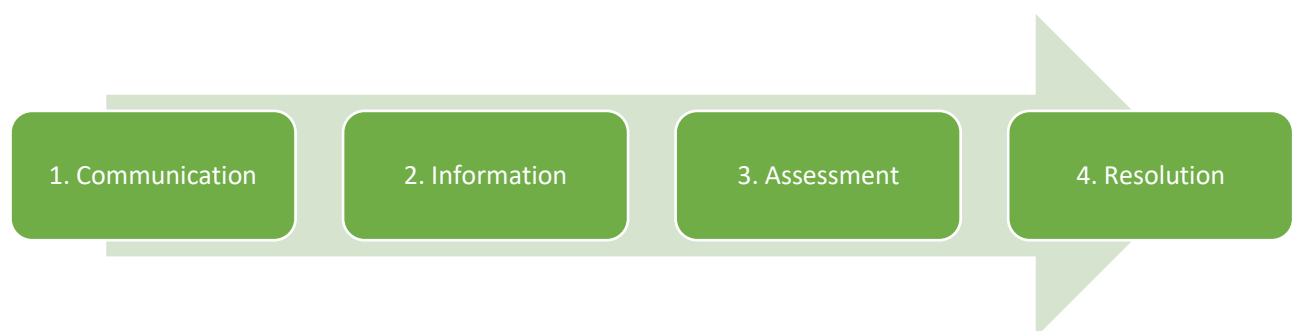 1. Communication
2. Information
3. Assessment
4. Resolution